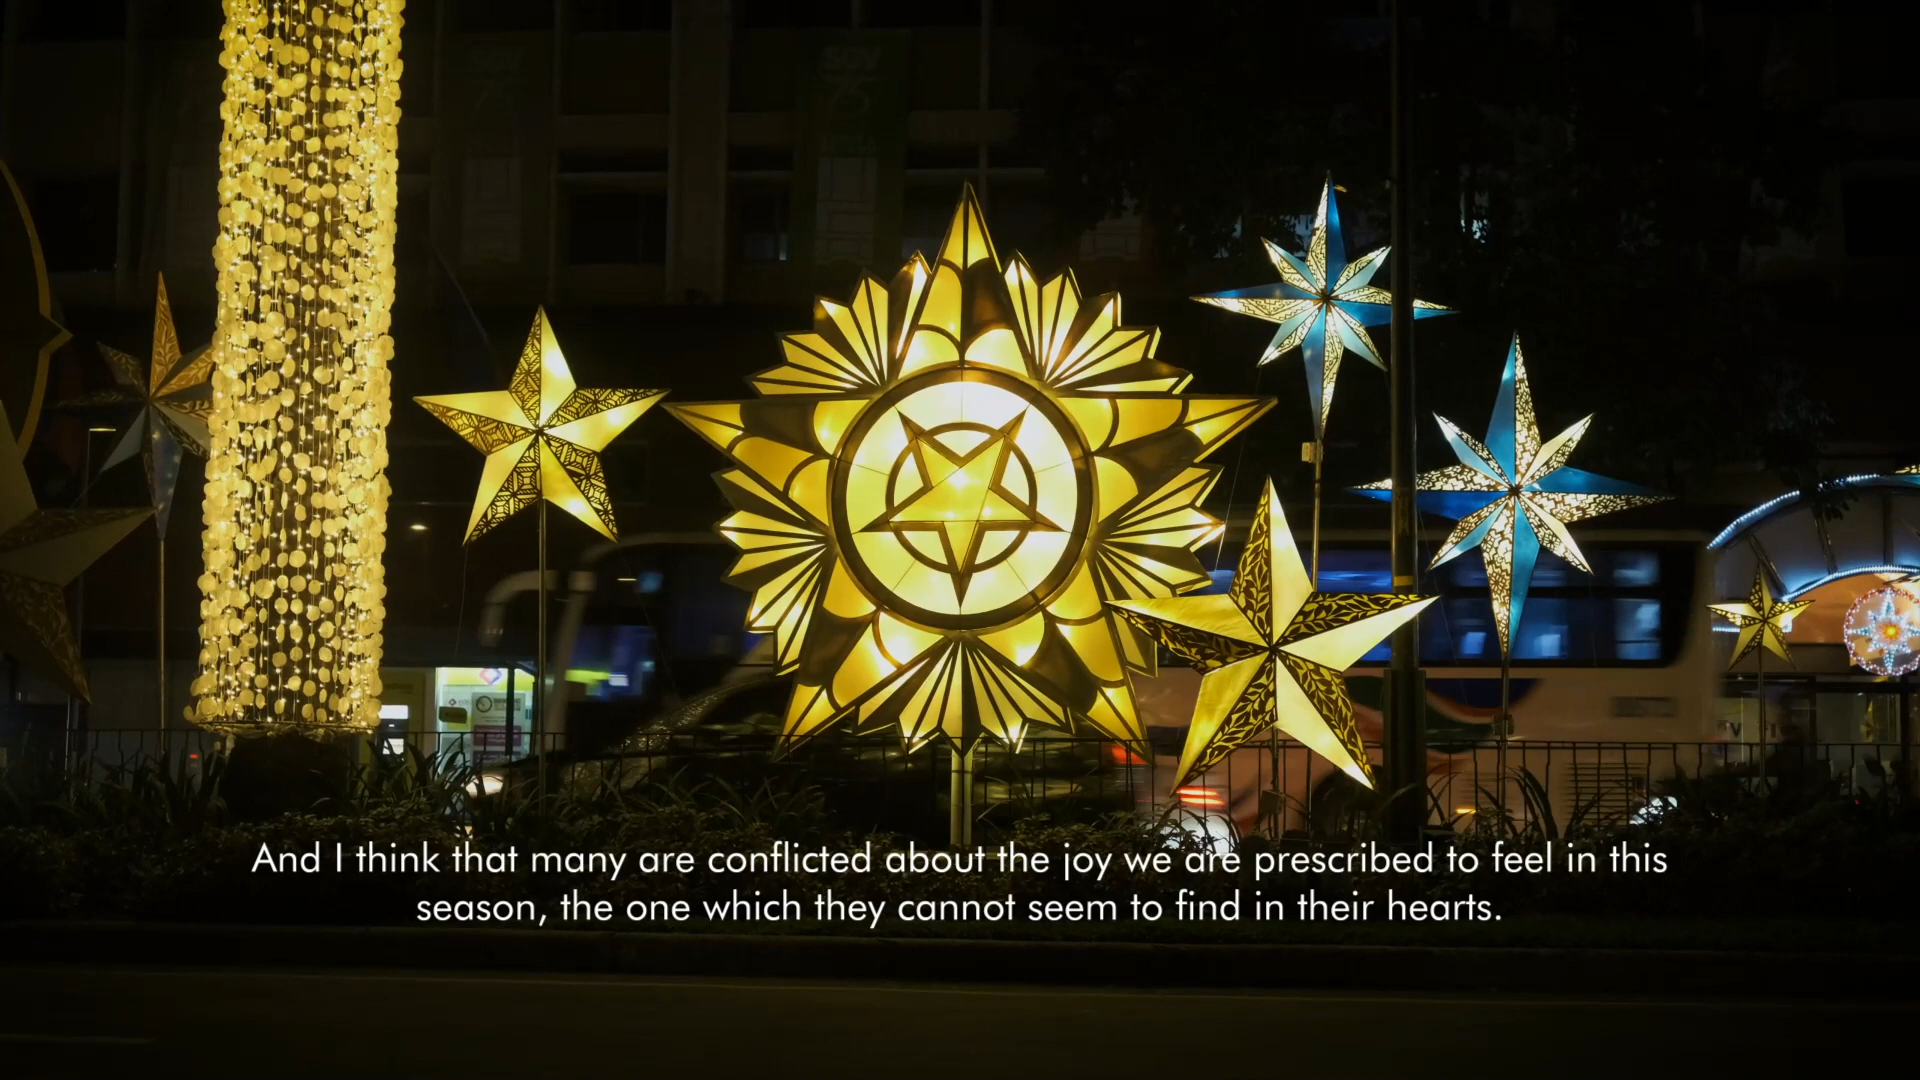 And I think that many are conflicted about the joy we are prescribed to feel in this
season, the one which they cannot seem to find in their hearts.